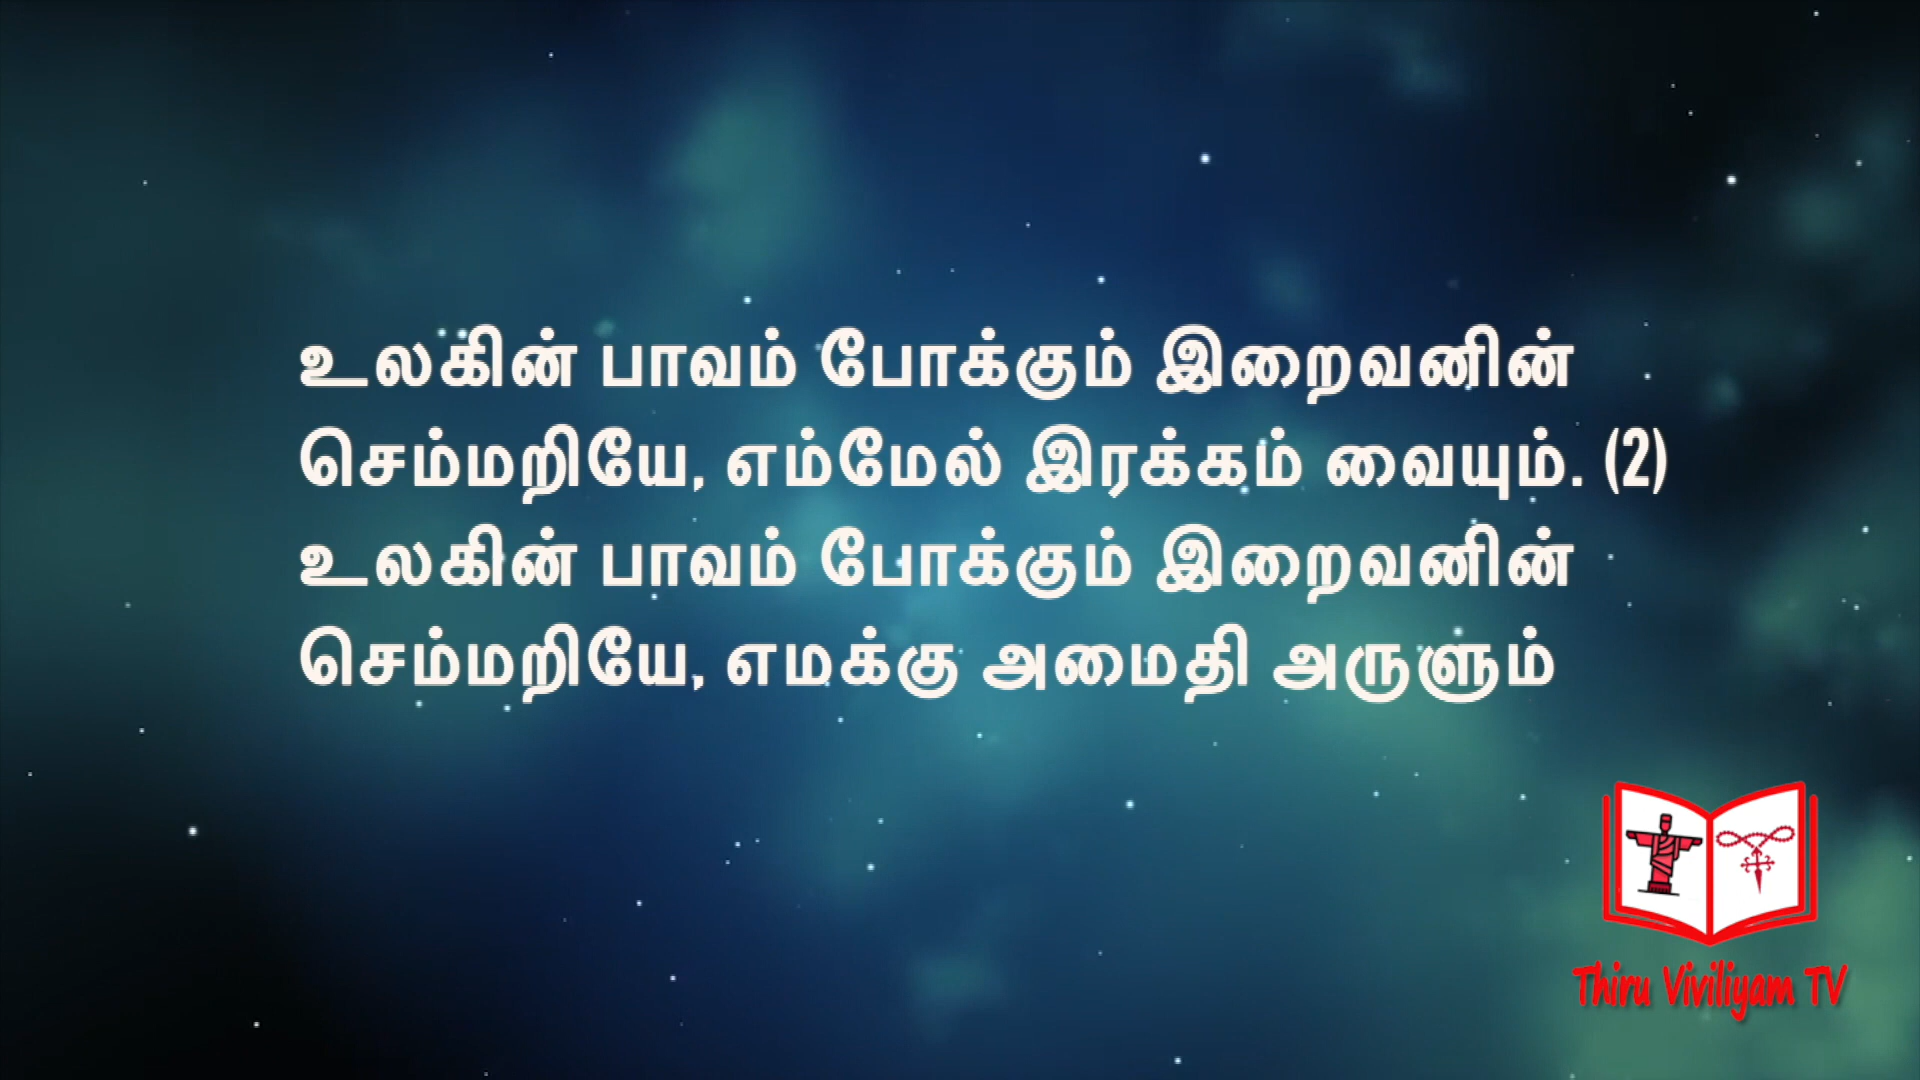 உலகின் பாவம் போக்கும் இறைவனின்
செம்மறியே, எம்மேல் இரக்கம் வையும். (2)
உலகின் பாவம் போக்கும் இறைவனின்
செம்மறியே, எமக்கு அமைதி அருளும்
Thiru Viviliyam TV